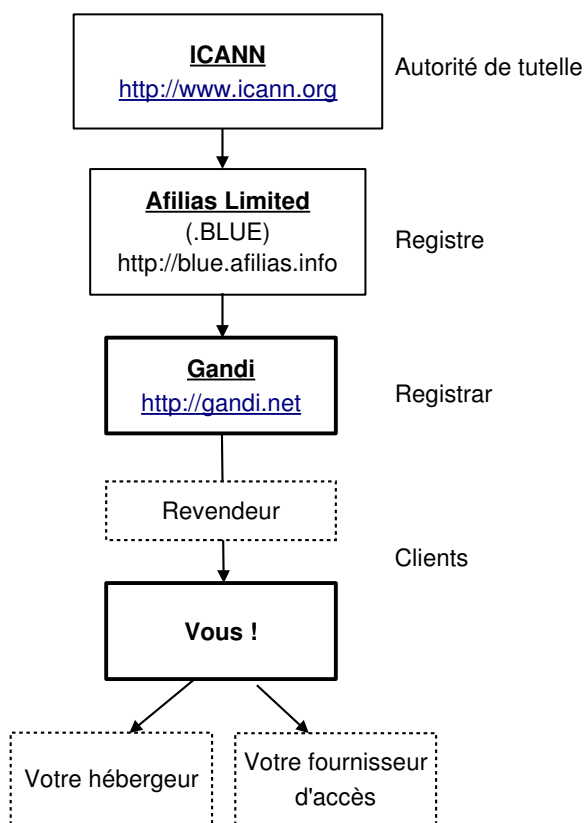 ICANN
http://www.icann.org
Autorité de tutelle
Afilias Limited
(.BLUE)
http://blue.afilias.info
Registre
Gandi
http://gandi.net
Registrar
Revendeur
Clients
Vous !
Votre hébergeur
Votre fournisseur
d'accès